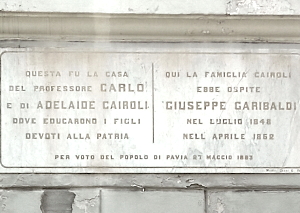 QUESTA FU LA CASA
DEL PROFESSORE CARLO
E DI ADELAIDE CAIROLI
DOVE EDUCARONO I FIGLI
DEVOTI ALLA PATRIA
QUI LA FAMIGLIA CAIROLI
EBBE OSPITE
GIUSEPPE GARIBALDI
NEL LUGLIO 1848
NELL APRILE 1862
PER VOTO DEL POPOLO DI PAVIA 27 MAGGIO 1883